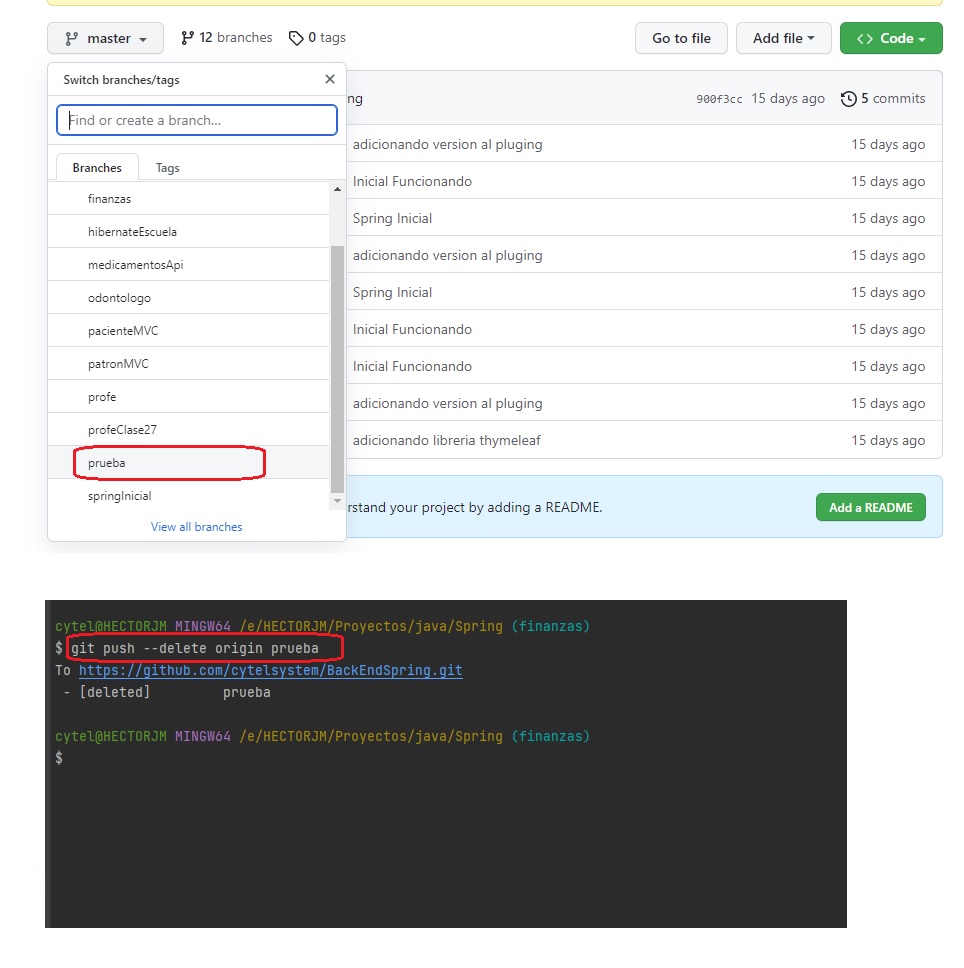 master 12 branches 0 tags Go to file Add file Code
Switch branches/tags
ng 900f3cc 15 days ago 5 commits
Find or create a branch...
adicionando version al pluging 15 days ago
Branches Tags
Inicial Funcionando 15 days ago
finanzas
Spring Inicial 15 days ago
hibernateEscuela
adicionando version al pluging 15 days ago
medicamentosApi
Spring Inicial 15 days ago
odontologo
pacienteMVC
Inicial Funcionando 15 days ago
patronMVC
Inicial Funcionando 15 days ago
profe
adicionando version al pluging 15 days ago
profeClase27
adicionando libreria thymeleaf 15 days ago
prueba
springInicial
rstand your project by adding a README. Add a README
View all branches
cytel@HECTORJM MINGW64 /e/HECTORJM/Proyectos/java/Spring (finanzas)
$ git push --delete origin prueba
To https://github.com/cytelsystem/BackEndSpring.git
- [deleted] prueba
cytel@HECTORJM MINGW64 /e/HECTORJM/Proyectos/java/Spring (finanzas)
$